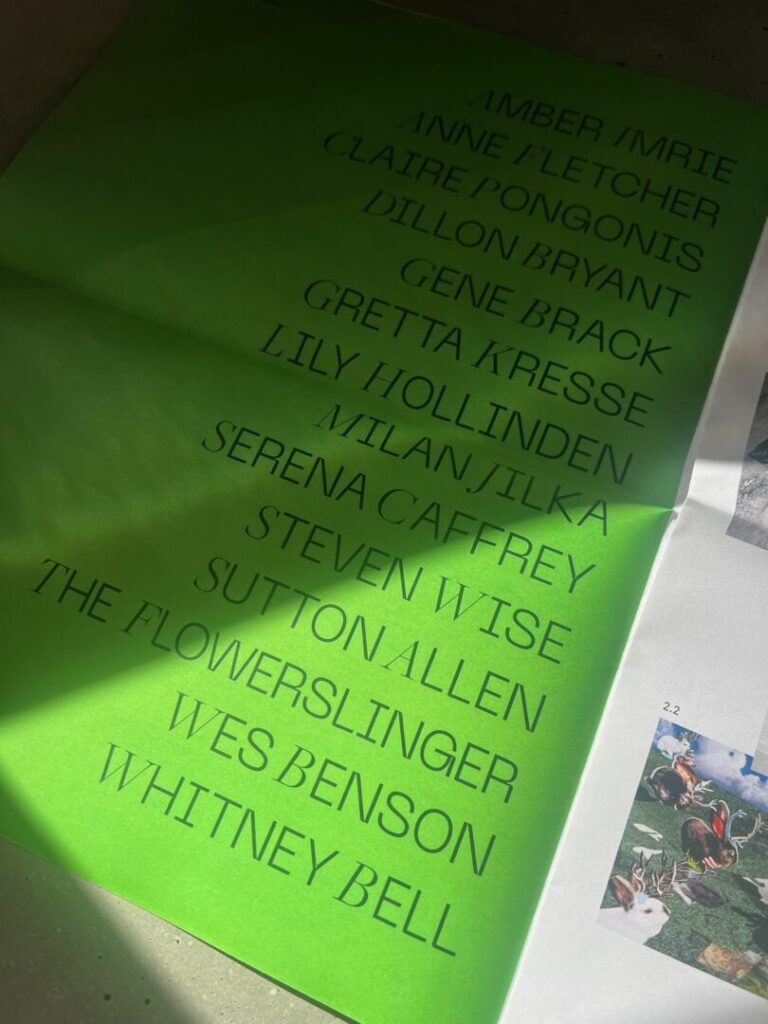 AMBER IMRIE
ANNE FLETCHER
CLAIRE PONGONIS
DILLON BRYANT
GENE BRACK
GRETTA KRESSE
LILY HOLLINDEN
MILAN JILKA
SERENA CAFFREY
STEVEN WISE
SUTTON ALLEN
THE FLOWERSLINGER
WES BENSON
WHITNEY BELL
2.2